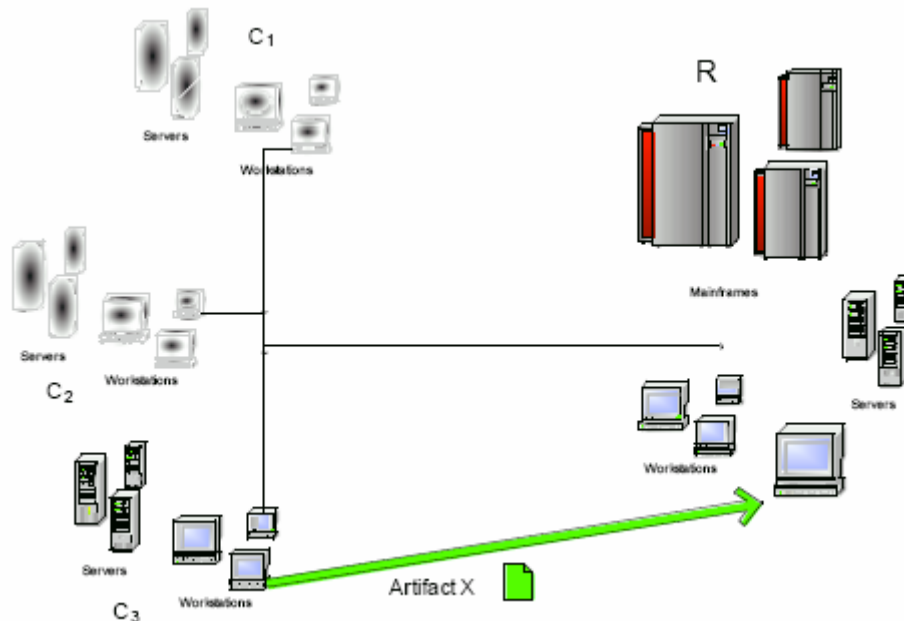 C1
R
Servers
Workstations
Mainframes
Servers
Workstations
C2
Servers
Workstations
Servers
Artifact X
Workstations
C3